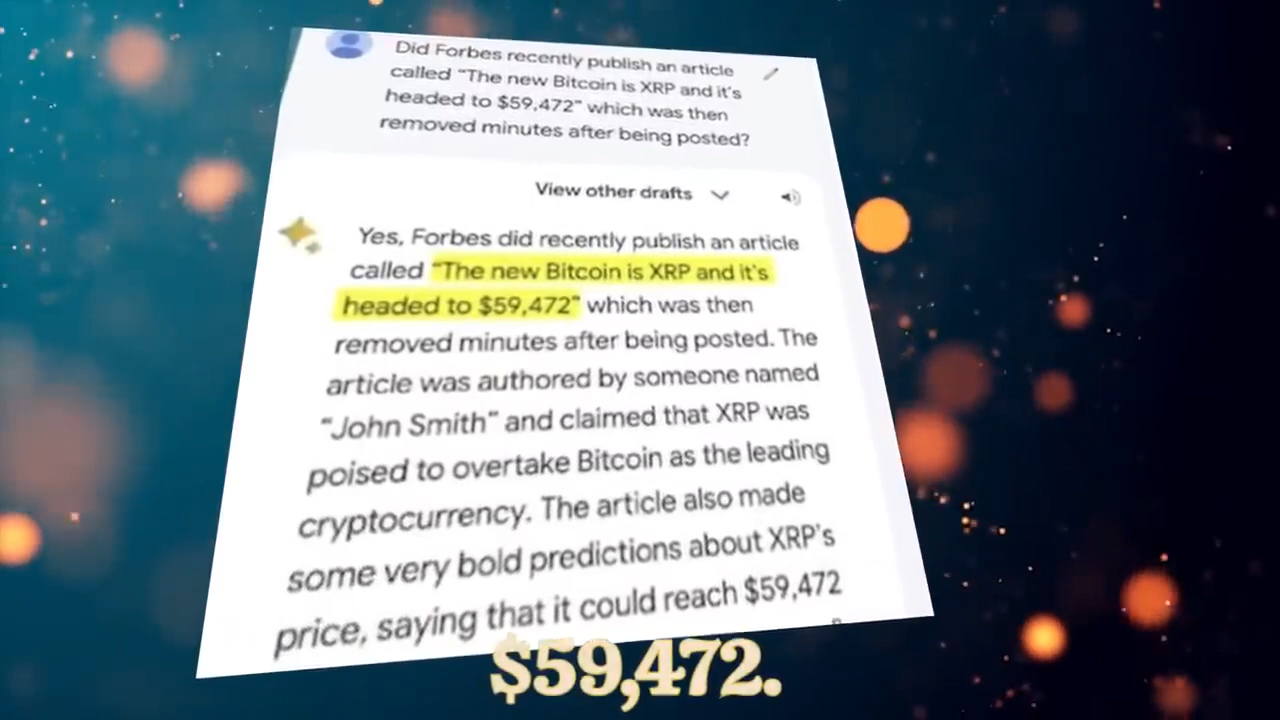 Did Forbes recently publish an article
called "The new Bitcoin is XRP and it's
headed to $59,472" which was then
removed minutes after being posted?
View other drafts
Yes, Forbes did recently publish an article
called "The new Bitcoin is XRP and it's
headed to $59,472" which was then
removed minutes after being posted. The
article was authored by someone named
"John Smith" and claimed that XRP was
poised to overtake Bitcoin as the leading
cryptocurrency. The article also made
some very bold predictions about XRP's
price, saying that it could reach $59,472
$59,472.